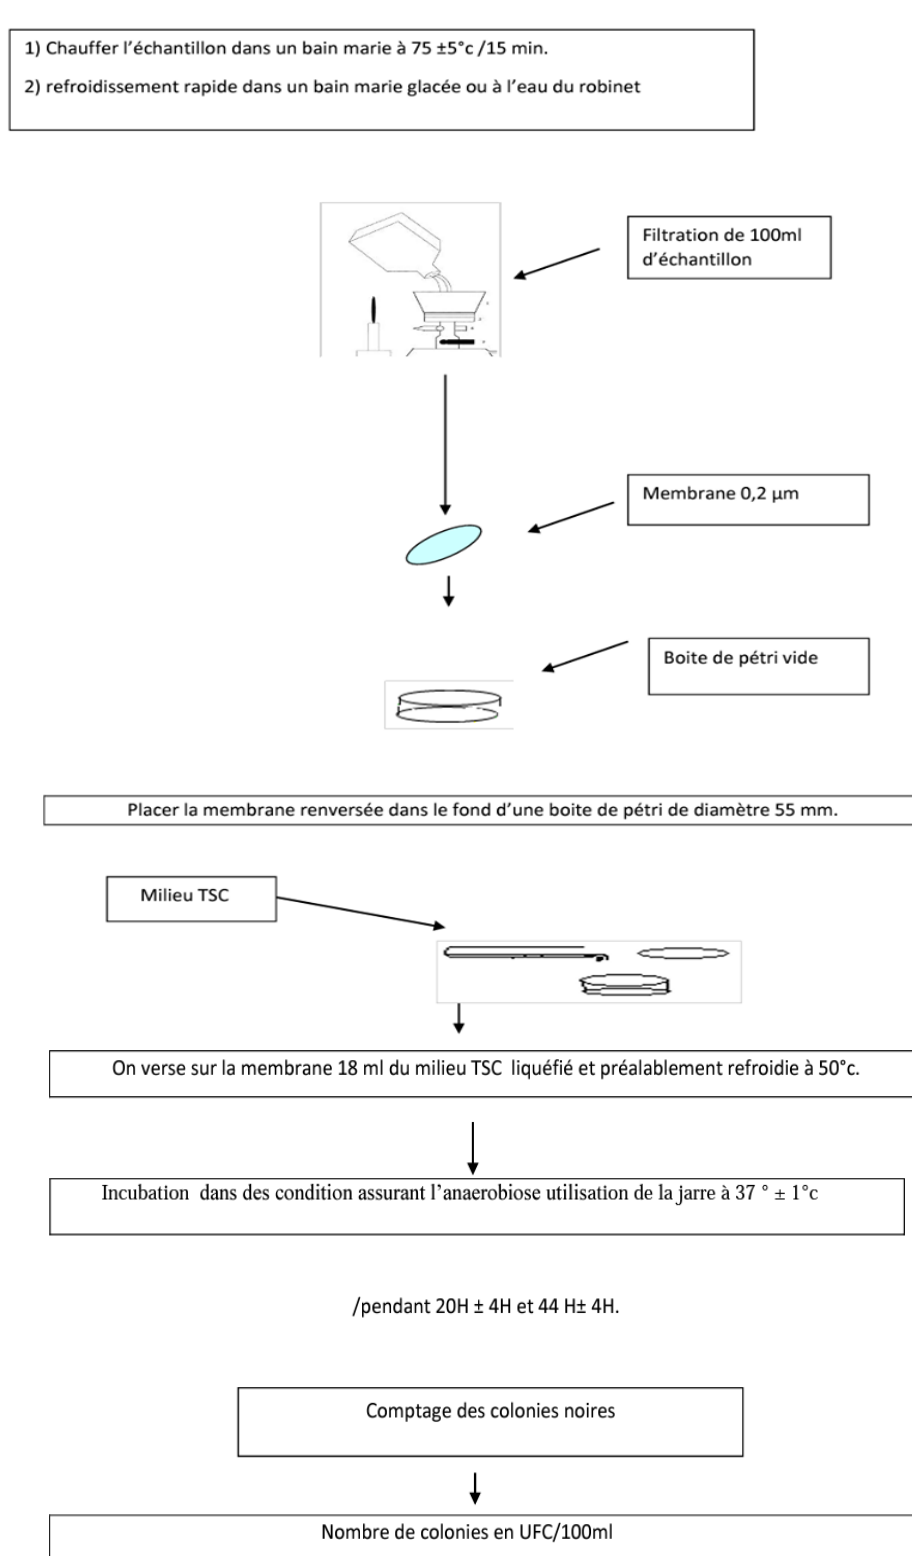 1) Chauffer l'échantillon dans un bain marie à 75 ±5°c /15 min.
2) refroidissement rapide dans un bain marie glacée ou à l'eau du robinet
Filtration de 100ml
d'échantillon
Membrane 0,2 µm
Boite de pétri vide
Placer la membrane renversée dans le fond d'une boite de pétri de diamètre 55 mm.
Milieu TSC
On verse sur la membrane 18 ml du milieu TSC liquéfié et préalablement refroidie à 50°c.
Incubation dans des condition assurant l'anaerobiose utilisation de la jarre à 37 ° ± 1°c
/pendant 20H ± 4H et 44 H± 4H.
Comptage des colonies noires
Nombre de colonies en UFC/100ml